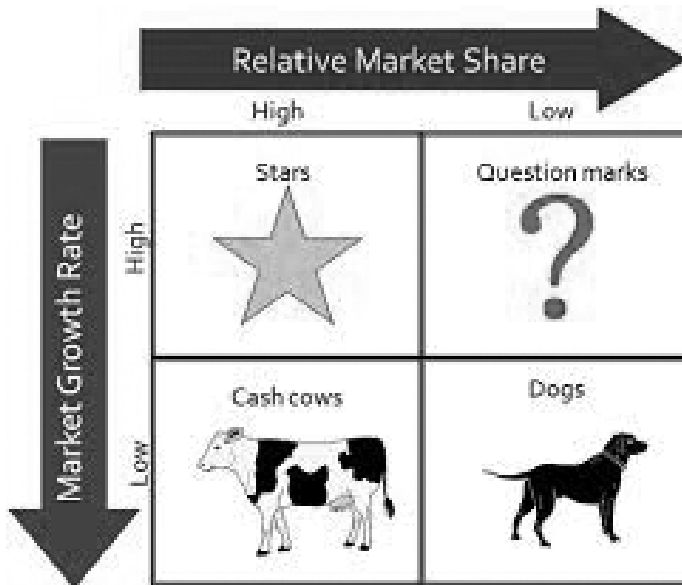 Relative Market Share
High
Low
Market Growth Rate
High
Low
Stars
Question marks
Cash cows
Dogs